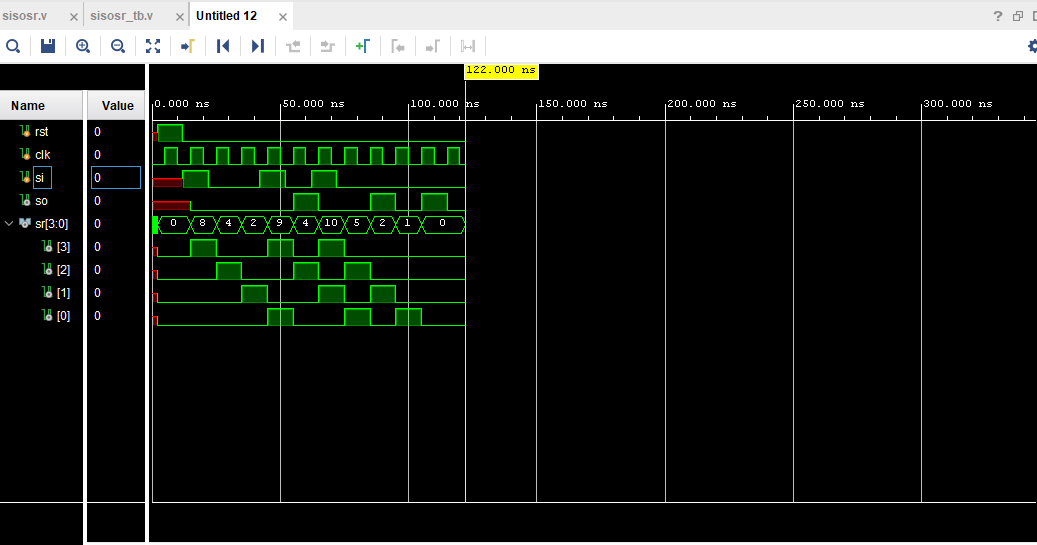 sisosr.v × sisosr_tb.v × Untitled 12 ×
?
122.000 ns
Name Value 0.000 ns 50.000 ns 100.000 ns 150.000 ns 200.000 ns 250.000 ns 300.000 ns
rst 0
clk 0
si 0
so 0
sr[3:0] 0 0 8 4 2 9 4 10 5 2 1 0
[3] 0
[2] 0
[1] 0
[0] 0